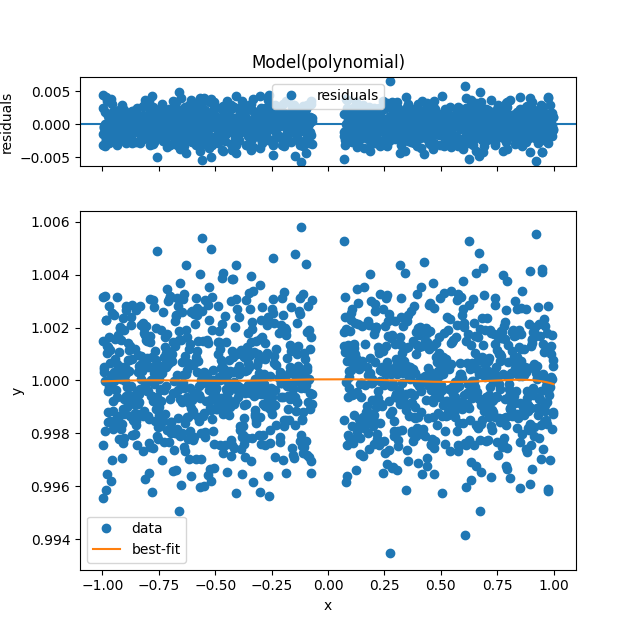 Model(polynomial)
residuals
0.005
0.000
−0.005
residuals
1.006
1.004
1.002
1.000
0.998
0.996
0.994
y
data
best-fit
−1.00 −0.75 −0.50 −0.25 0.00 0.25 0.50 0.75 1.00
x